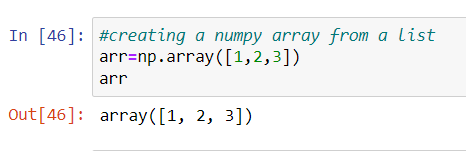 In [46]: #creating a numpy array from a list
arr=np.array([1,2,3])
arr
Out[46]: array([1, 2, 3])